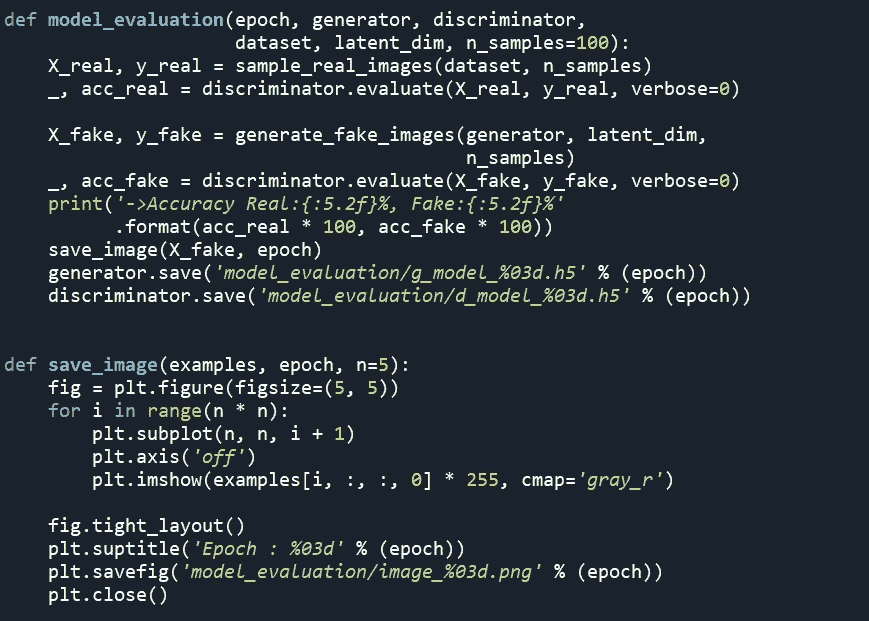 def model_evaluation(epoch, generator, discriminator,
                     dataset, latent_dim, n_samples=100):
    X_real, y_real = sample_real_images(dataset, n_samples)
    _, acc_real = discriminator.evaluate(X_real, y_real, verbose=0)

    X_fake, y_fake = generate_fake_images(generator, latent_dim,
                                          n_samples)
    _, acc_fake = discriminator.evaluate(X_fake, y_fake, verbose=0)
    print('->Accuracy Real:{:5.2f}%, Fake:{:5.2f}%'
          .format(acc_real * 100, acc_fake * 100))
    save_image(X_fake, epoch)
    generator.save('model_evaluation/g_model_%03d.h5' % (epoch))
    discriminator.save('model_evaluation/d_model_%03d.h5' % (epoch))


def save_image(examples, epoch, n=5):
    fig = plt.figure(figsize=(5, 5))
    for i in range(n * n):
        plt.subplot(n, n, i + 1)
        plt.axis('off')
        plt.imshow(examples[i, :, :, 0] * 255, cmap='gray_r')

    fig.tight_layout()
    plt.suptitle('Epoch : %03d' % (epoch))
    plt.savefig('model_evaluation/image_%03d.png' % (epoch))
    plt.close()